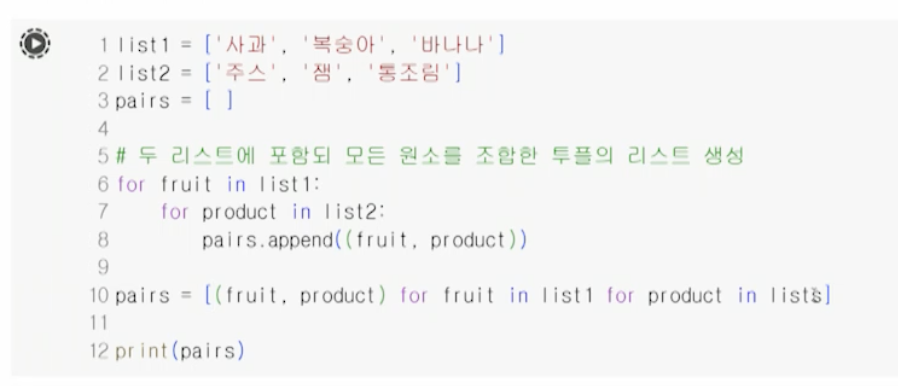 1 list1 = ['사과', '복숭아', '바나나']
2 list2 = ['주스', '잼', '통조림']
3 pairs = [ ]
4
5 # 두 리스트에 포함되 모든 원소를 조합한 투플의 리스트 생성
6 for fruit in list1:
7     for product in list2:
8         pairs.append((fruit, product))
9
10 pairs = [(fruit, product) for fruit in list1 for product in lists]
11
12 print(pairs)